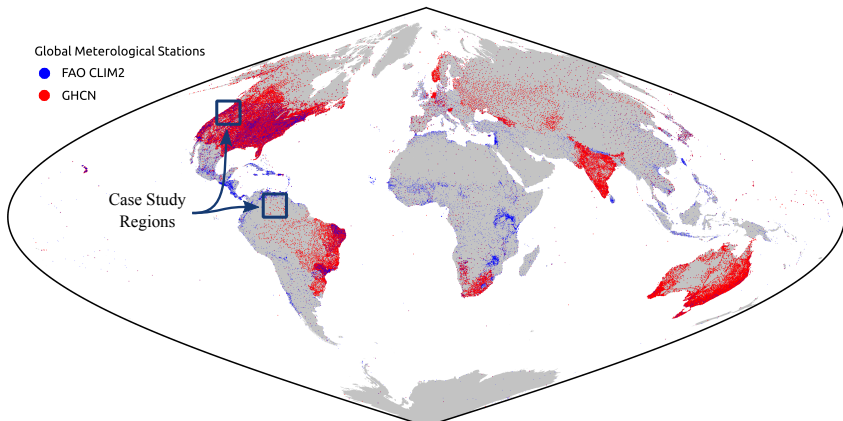 Global Meterological Stations
FAO CLIM2
GHCN
Case Study
Regions